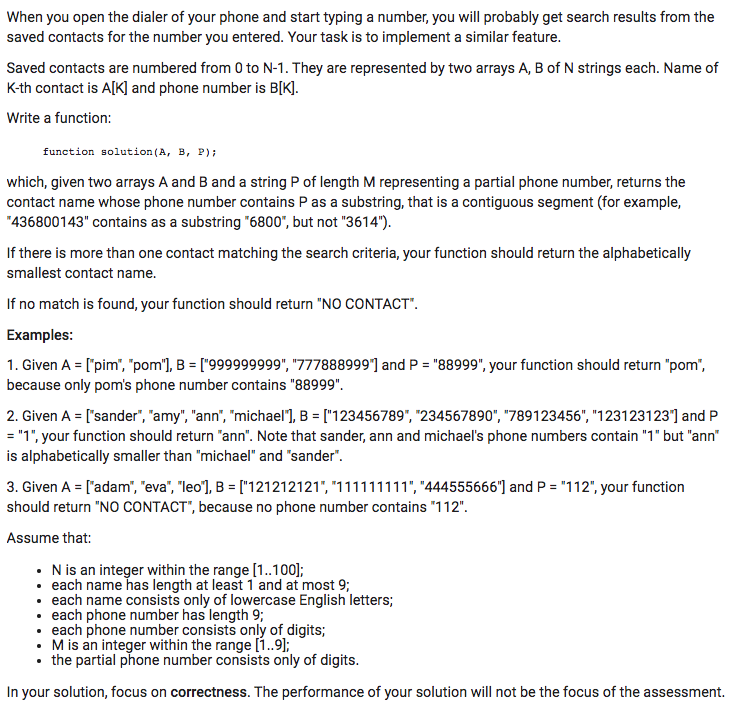 When you open the dialer of your phone and start typing a number, you will probably get search results from the
saved contacts for the number you entered. Your task is to implement a similar feature.
Saved contacts are numbered from 0 to N-1. They are represented by two arrays A, B of N strings each. Name of
K-th contact is A[K] and phone number is B[K].
Write a function:
function solution(A, B, P);
which, given two arrays A and B and a string P of length M representing a partial phone number, returns the
contact name whose phone number contains P as a substring, that is a contiguous segment (for example,
"436800143" contains as a substring "6800", but not "3614").
If there is more than one contact matching the search criteria, your function should return the alphabetically
smallest contact name.
If no match is found, your function should return "NO CONTACT".
Examples:
1. Given A = ["pim", "pom"], B = ["999999999", "777888999"] and P = "88999", your function should return "pom",
because only pom's phone number contains "88999".
2. Given A = ["sander", "amy", "ann", "michael"], B = ["123456789", "234567890", "789123456", "123123123"] and P
= "1", your function should return "ann". Note that sander, ann and michael's phone numbers contain "1" but "ann"
is alphabetically smaller than "michael" and "sander".
3. Given A = ["adam", "eva", "leo"], B = ["121212121", "111111111", "444555666"] and P = "112", your function
should return "NO CONTACT", because no phone number contains "112".
Assume that:
• N is an integer within the range [1..100];
• each name has length at least 1 and at most 9;
• each name consists only of lowercase English letters;
• each phone number has length 9;
• each phone number consists only of digits;
• M is an integer within the range [1..9];
• the partial phone number consists only of digits.
In your solution, focus on correctness. The performance of your solution will not be the focus of the assessment.